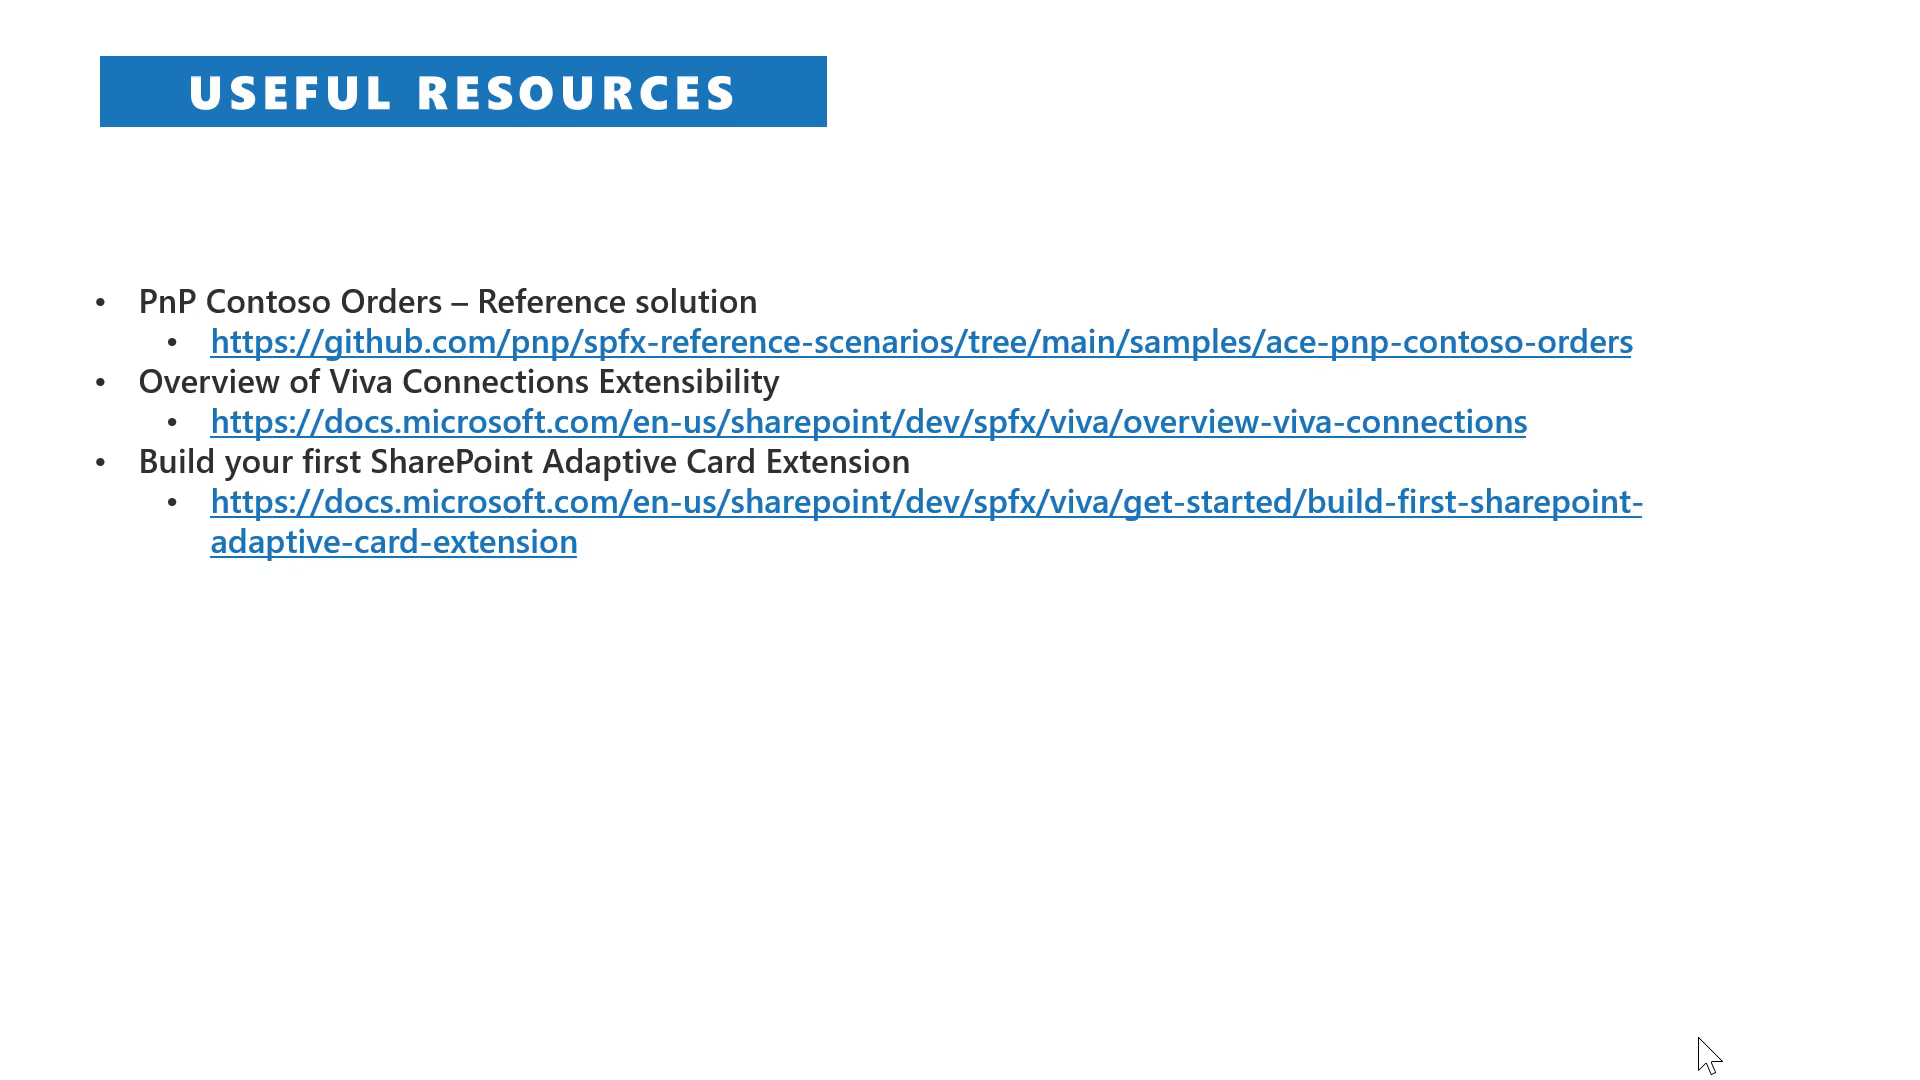 USEFUL RESOURCES
• PnP Contoso Orders – Reference solution
• https://github.com/pnp/spfx-reference-scenarios/tree/main/samples/ace-pnp-contoso-orders
• Overview of Viva Connections Extensibility
• https://docs.microsoft.com/en-us/sharepoint/dev/spfx/viva/overview-viva-connections
• Build your first SharePoint Adaptive Card Extension
• https://docs.microsoft.com/en-us/sharepoint/dev/spfx/viva/get-started/build-first-sharepoint-
adaptive-card-extension